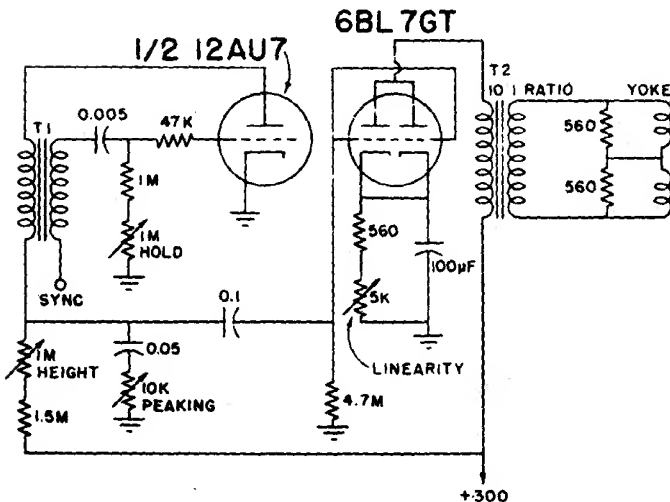 1/2 12AU7
6BL7GT
T2
10 1 RATIO
YOKE
0.005
47K
T1
560
1M
560
1M
HOLD
560
100µF
SYNC
0.1
5K
1M
HEIGHT
0.05
LINEARITY
10K
PEAKING
4.7M
1.5M
+300